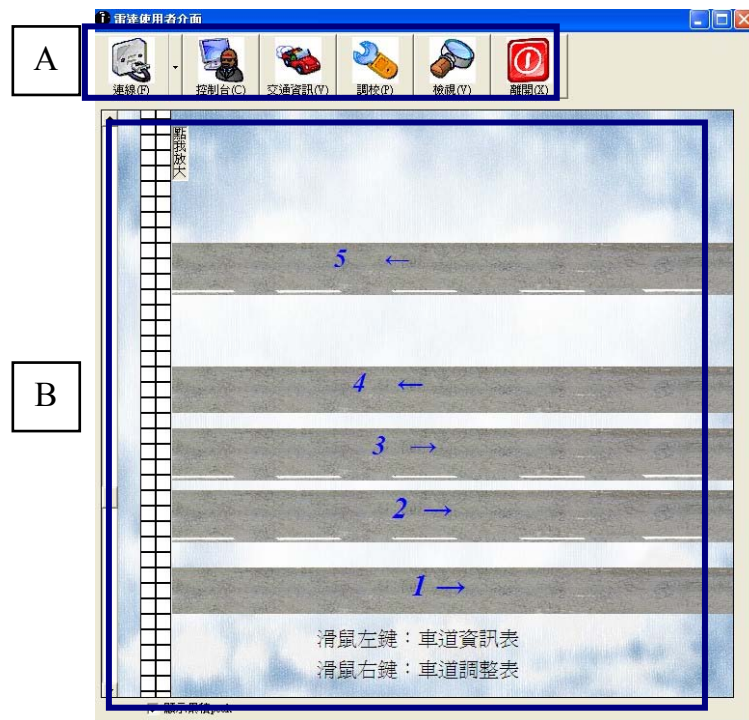 雷達使用者介面
A
連線(F) 控制台(C) 交通資訊(V) 調校(P) 檢視(V) 離開(X)
點我放大
5 ←
4 ←
B
3 →
2 →
1 →
滑鼠左鍵：車道資訊表
滑鼠右鍵：車道調整表